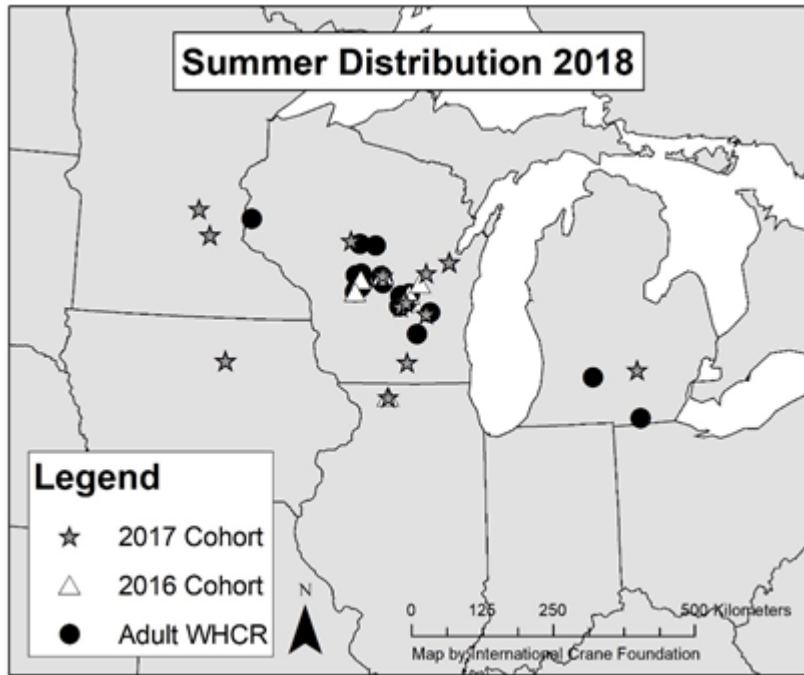 Summer Distribution 2018
Legend
2017 Cohort
2016 Cohort
Adult WHCR
N
0 125 250 500 Kilometers
Map by International Crane Foundation